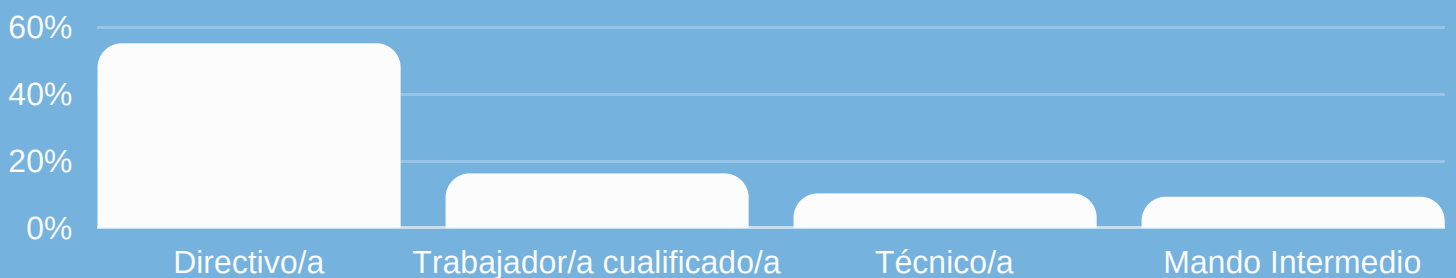 60%
40%
20%
0%
Directivo/a
Trabajador/a cualificado/a
Técnico/a
Mando Intermedio